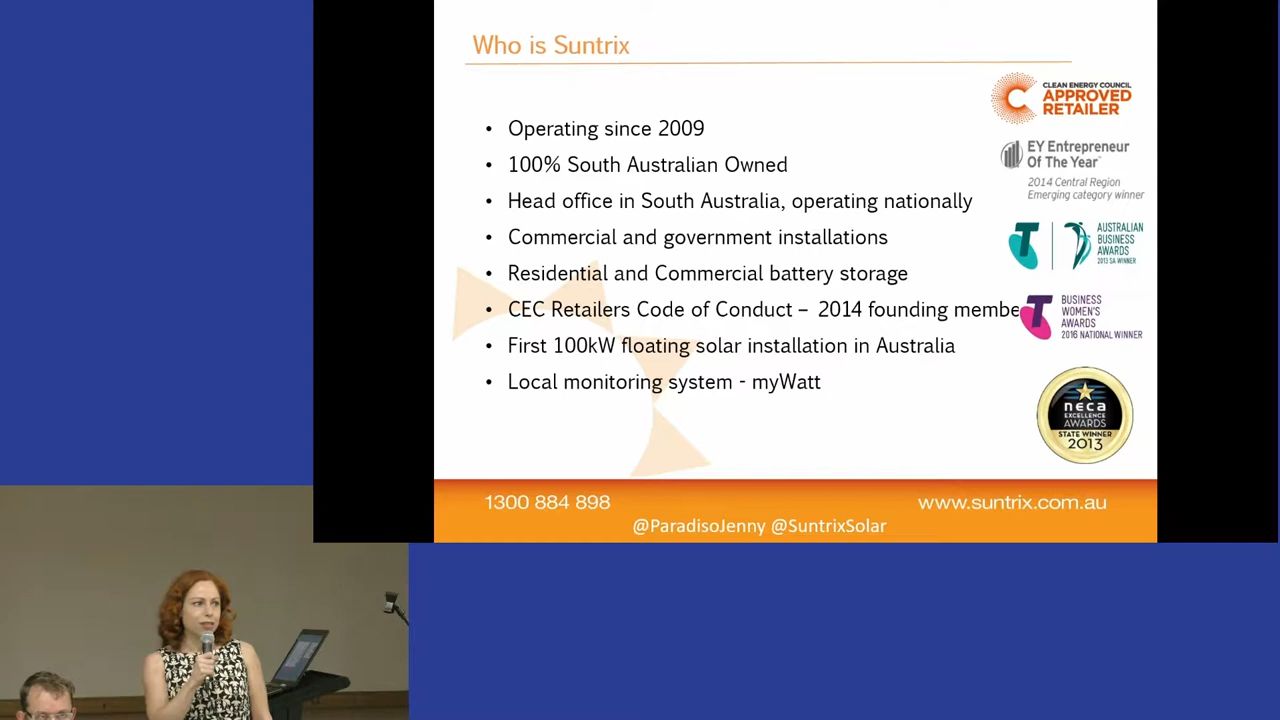 Who is Suntrix
• Operating since 2009
• 100% South Australian Owned
• Head office in South Australia, operating nationally
• Commercial and government installations
• Residential and Commercial battery storage
• CEC Retailers Code of Conduct – 2014 founding membe
• First 100kW floating solar installation in Australia
• Local monitoring system - myWatt
CLEAN ENERGY COUNCIL
APPROVED
RETAILER
EY Entrepreneur
Of The Year™
2014 Central Region
Emerging category winner
AUSTRALIAN
BUSINESS
AWARDS
2013 SA WINNER
BUSINESS
WOMEN'S
AWARDS
2016 NATIONAL WINNER
neca
EXCELLENCE
AWARDS
STATE WINNER
2013
1300 884 898
www.suntrix.com.au
@ParadisoJenny @SuntrixSolar